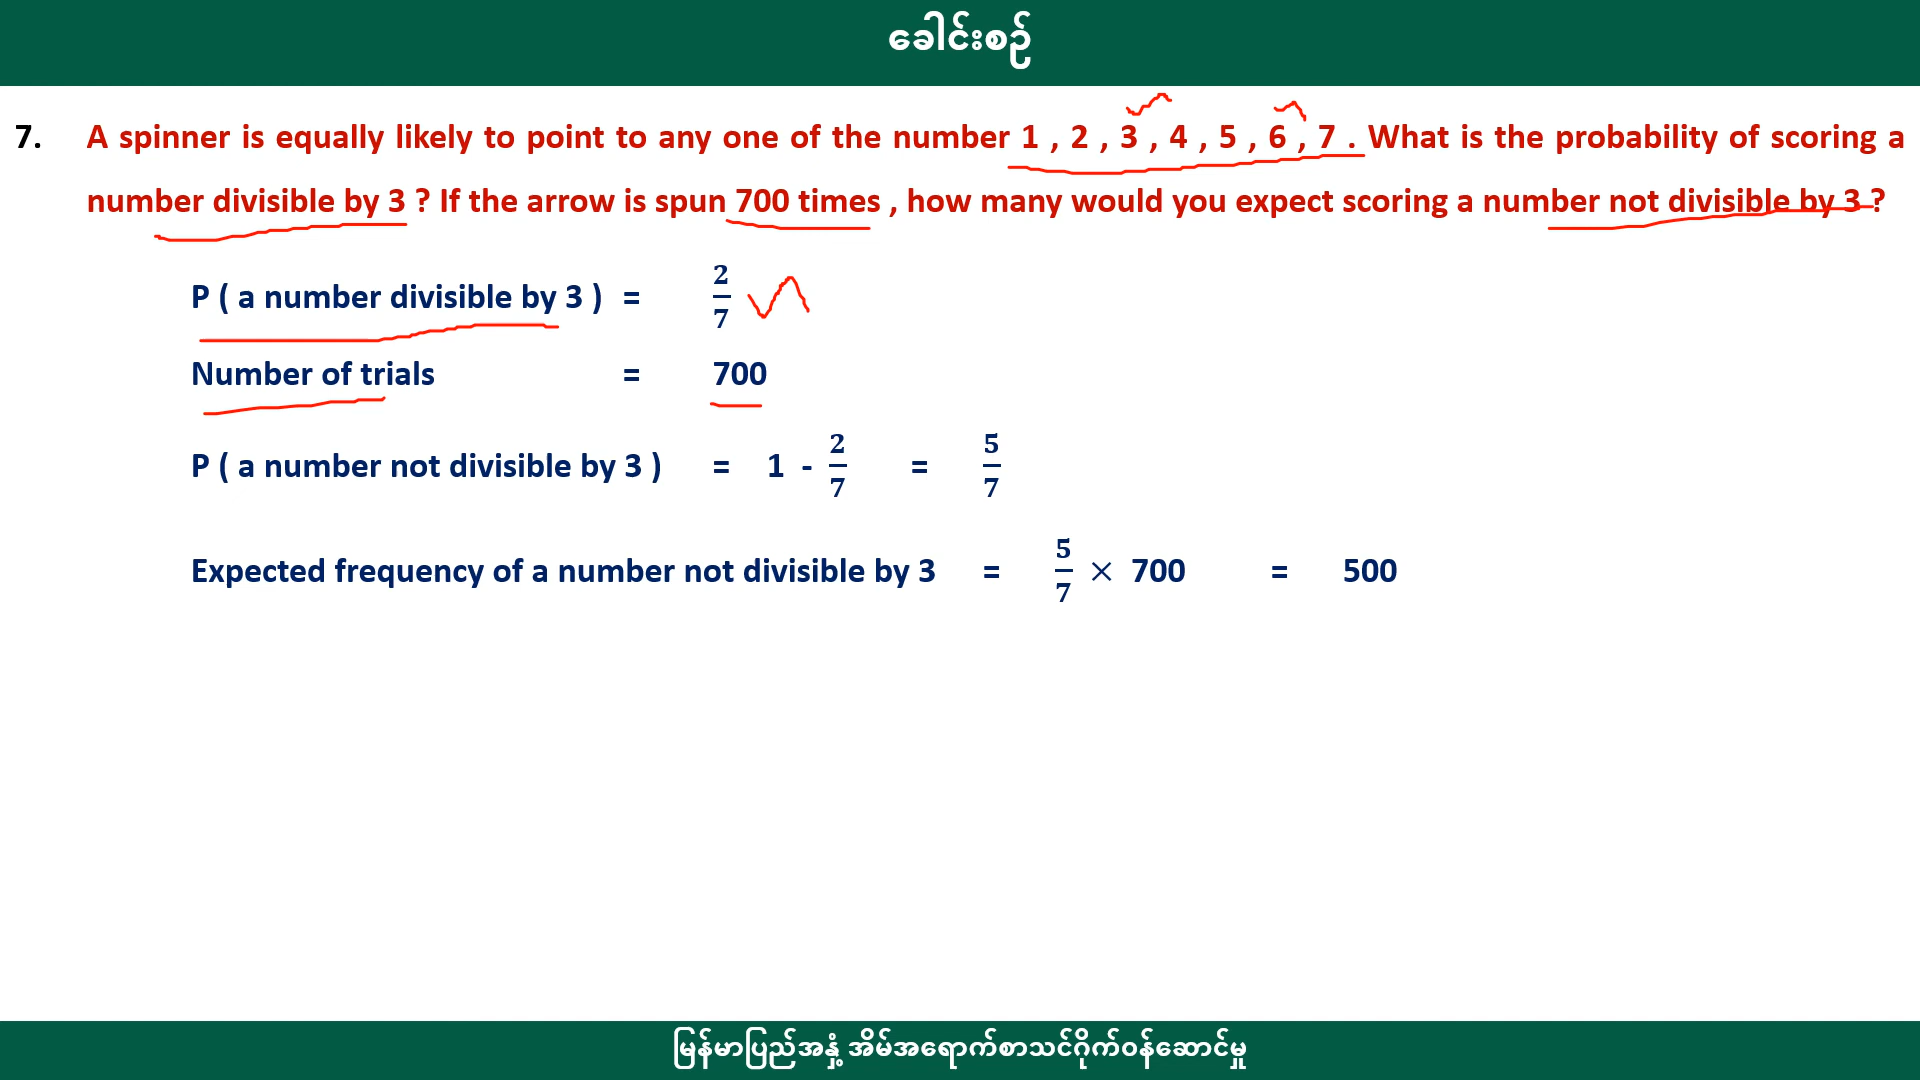 ခေါင်းစဉ်
7. A spinner is equally likely to point to any one of the number 1 , 2 , 3 , 4 , 5 , 6 , 7 . What is the probability of scoring a
number divisible by 3 ? If the arrow is spun 700 times , how many would you expect scoring a number not divisible by 3 ?
P ( a number divisible by 3 ) = 2/7
Number of trials = 700
P ( a number not divisible by 3 ) = 1 - 2/7 = 5/7
Expected frequency of a number not divisible by 3 = 5/7 × 700 = 500
မြန်မာပြည်အနှံ့ အိမ်အရောက်စာသင်ဂိုက်ဝန်ဆောင်မှု